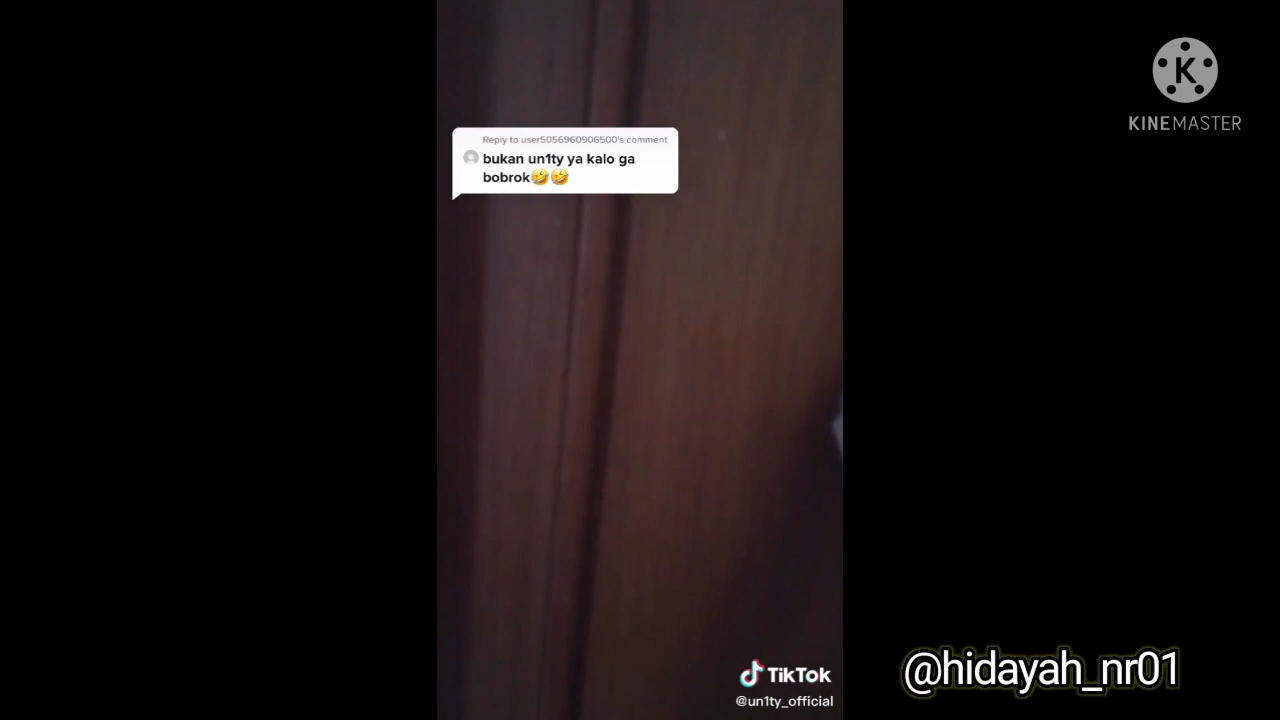 KINEMASTER
Reply to user5056960906500's comment
bukan un1ty ya kalo ga
bobrok🤣🤣
@hidayah_nr01
TikTok
@un1ty_official